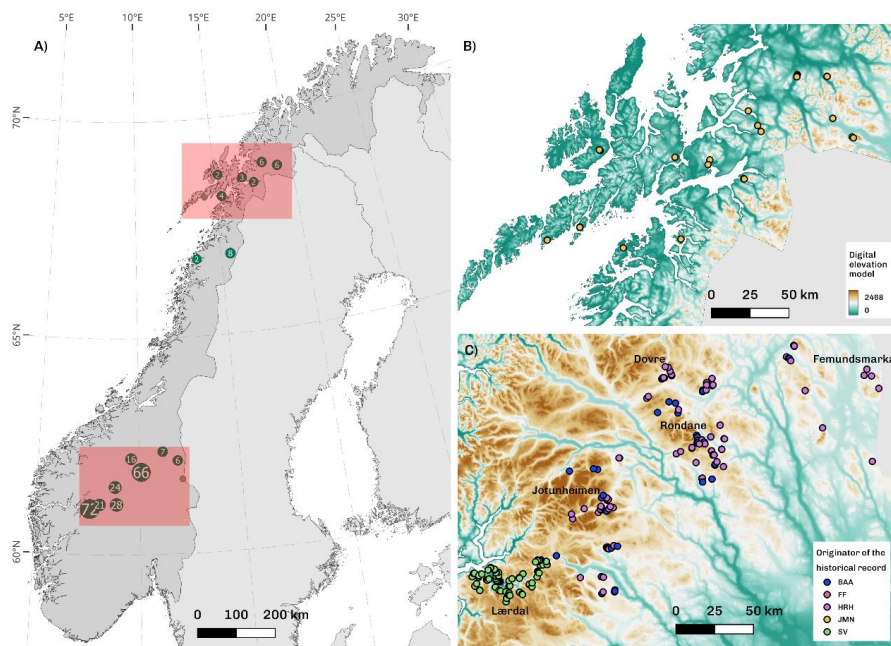 A)
5°E
10°E
15°E
20°E
25°E
30°E
70°N
65°N
60°N
6
6
2
3
2
4
2
8
7
16
6
66
24
72
21
28
0 100 200 km
B)
Digital
elevation
model
2468
0
0 25 50 km
C)
Dovre
Femundsmarka
Rondane
Jotunheimen
Lærdal
0 25 50 km
Originator of the
historical record
BAA
FF
HRH
JMN
SV